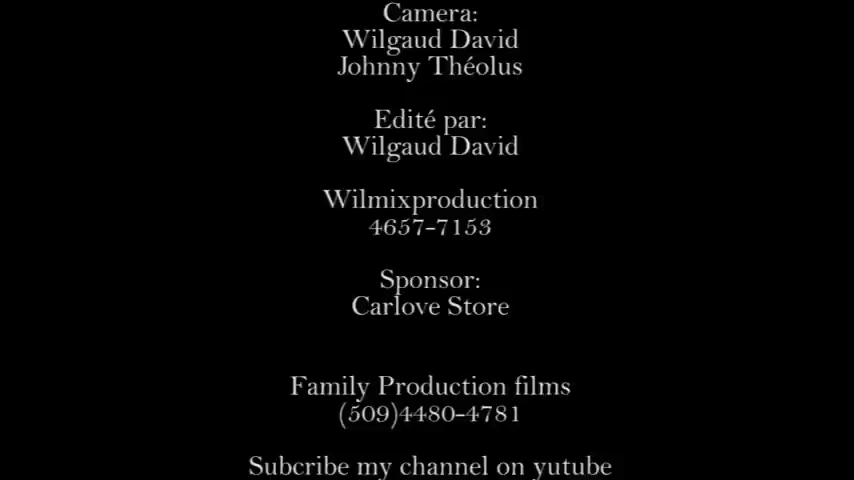 Camera:
Wilgaud David
Johnny Théolus
Edité par:
Wilgaud David
Wilmixproduction
4657-7153
Sponsor:
Carlove Store
Family Production films
(509)4480-4781
Subcribe my channel on yutube